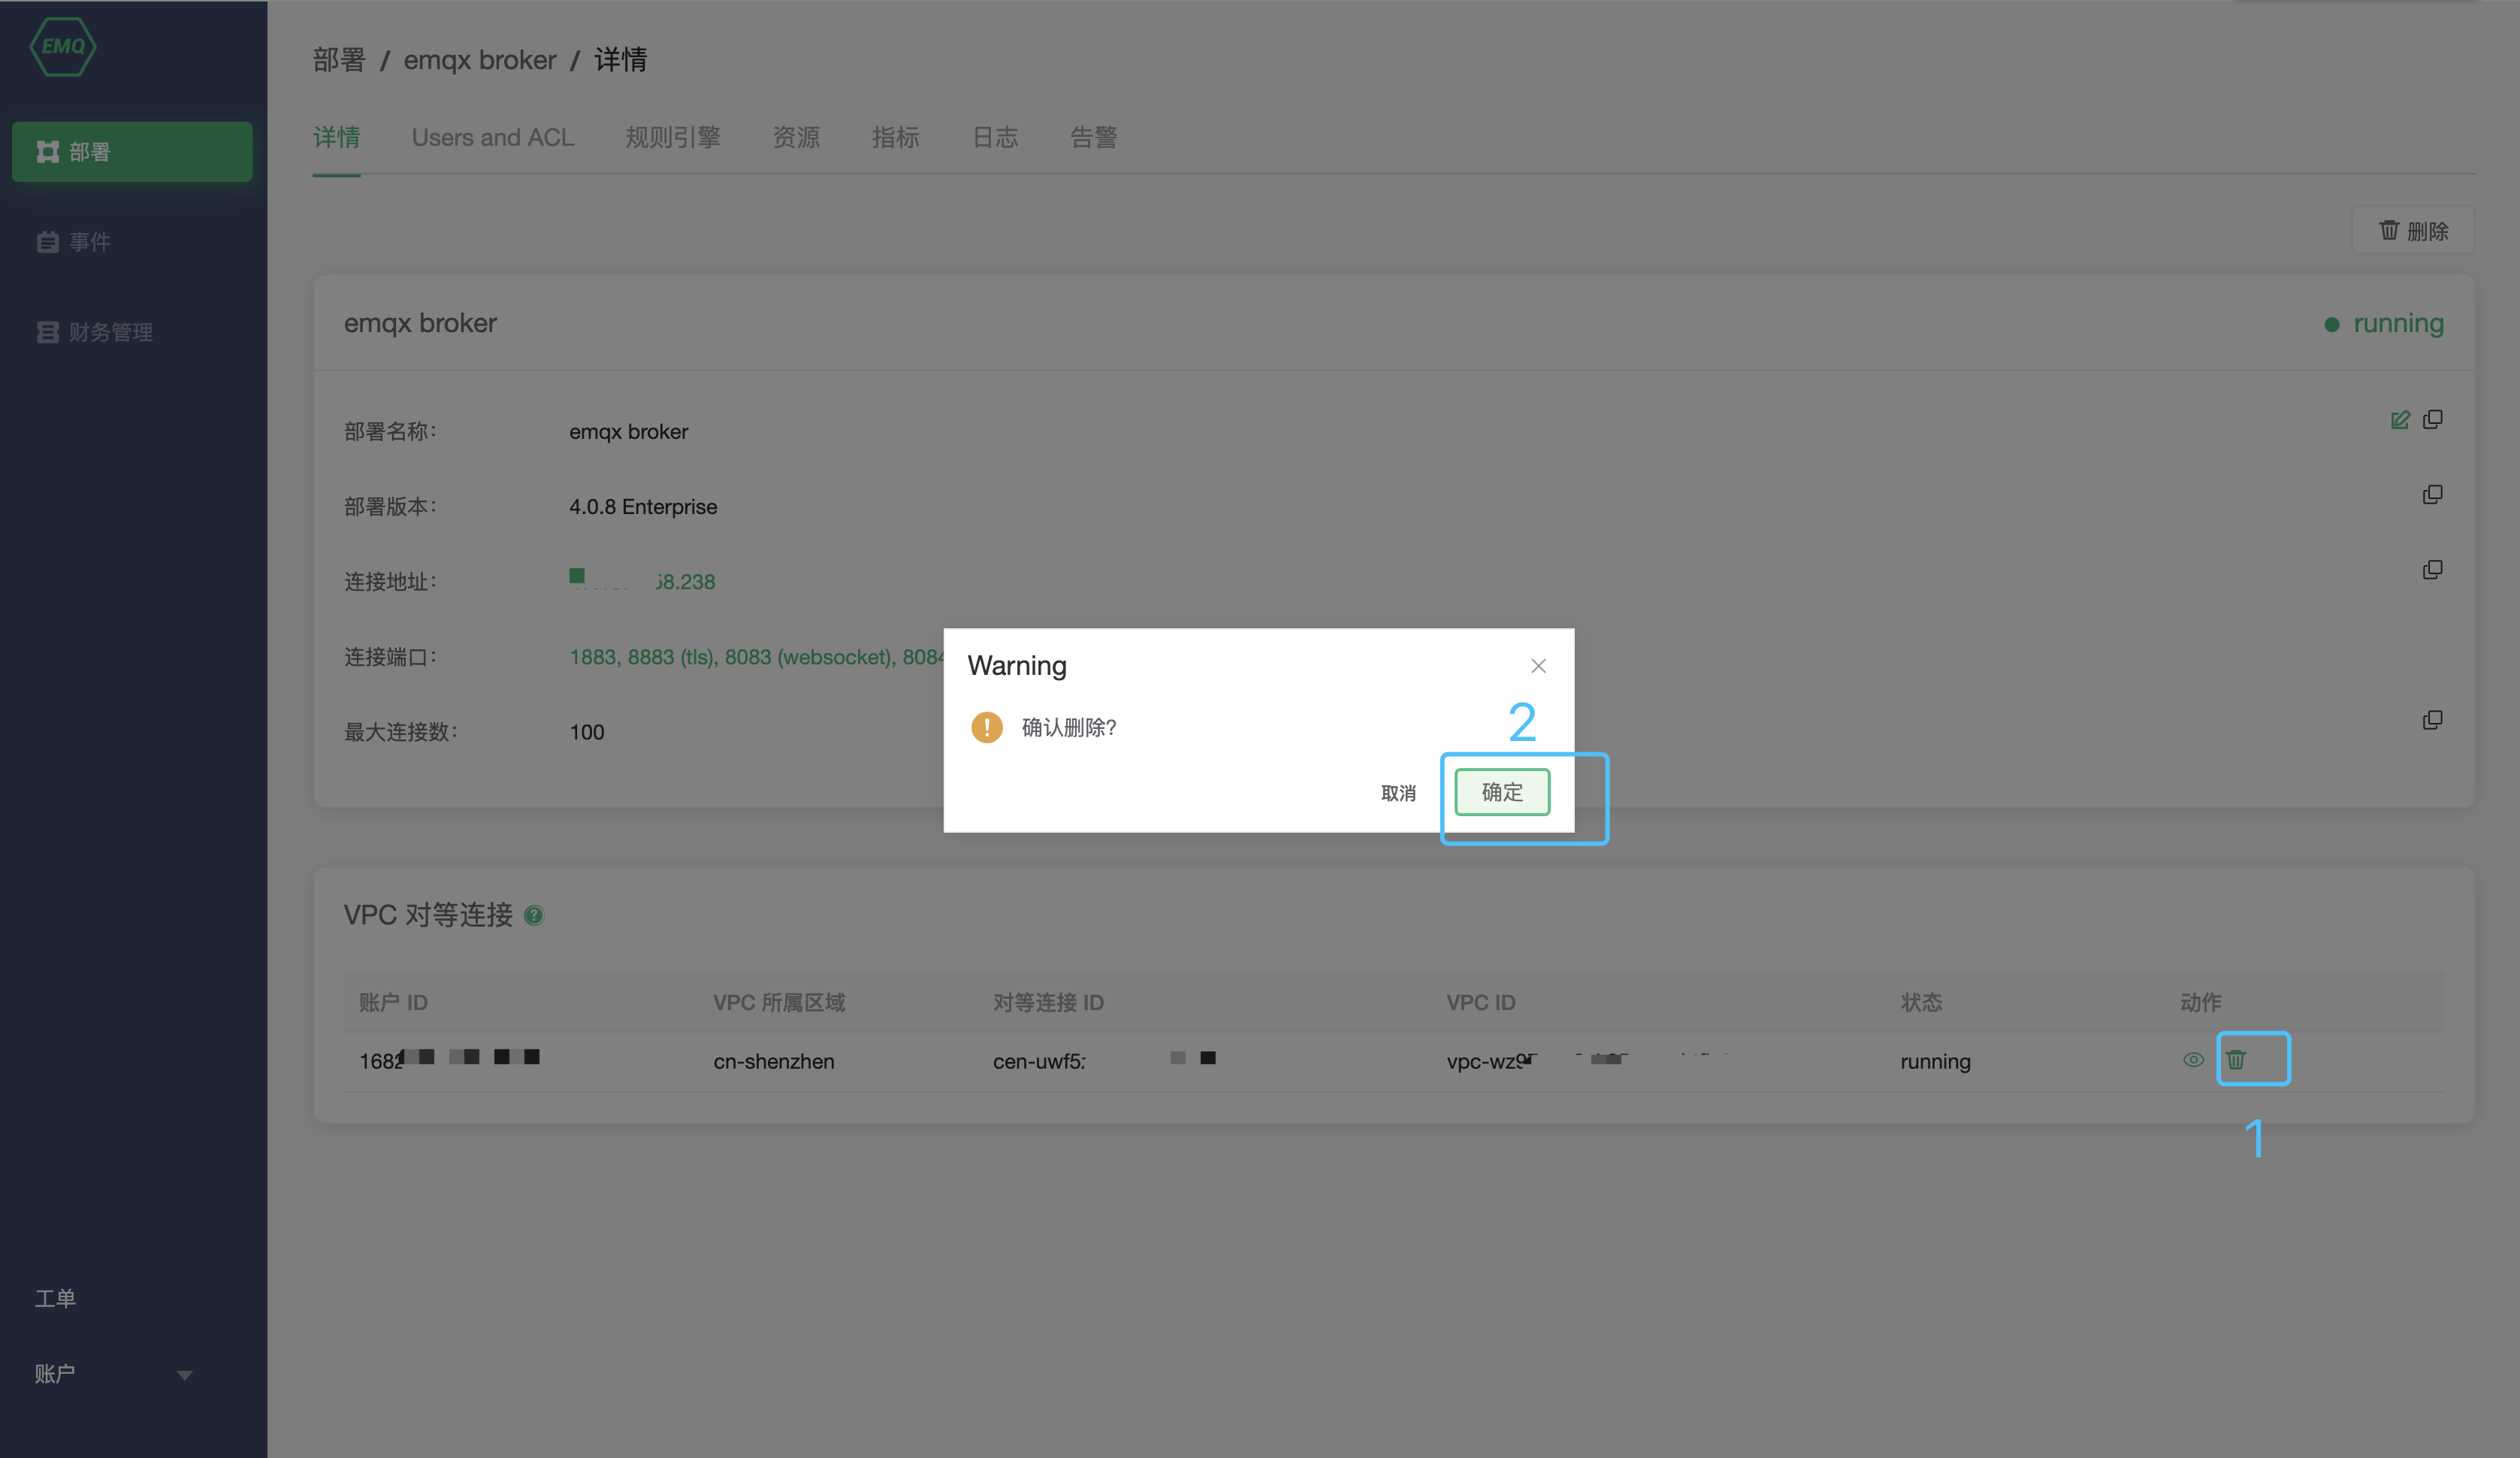 EMQ
部署
事件
财务管理
工单
账户
部署 / emqx broker / 详情
详情 Users and ACL 规则引擎 资源 指标 日志 告警
删除
emqx broker
running
部署名称：
emqx broker
部署版本：
4.0.8 Enterprise
连接地址：
8.238
连接端口：
1883, 8883 (tls), 8083 (websocket), 8084
最大连接数：
100
Warning
确认删除?
2
取消 确定
VPC 对等连接 ?
账户 ID VPC 所属区域 对等连接 ID VPC ID 状态 动作
168 cn-shenzhen cen-uwf5 vpc-wz running
1